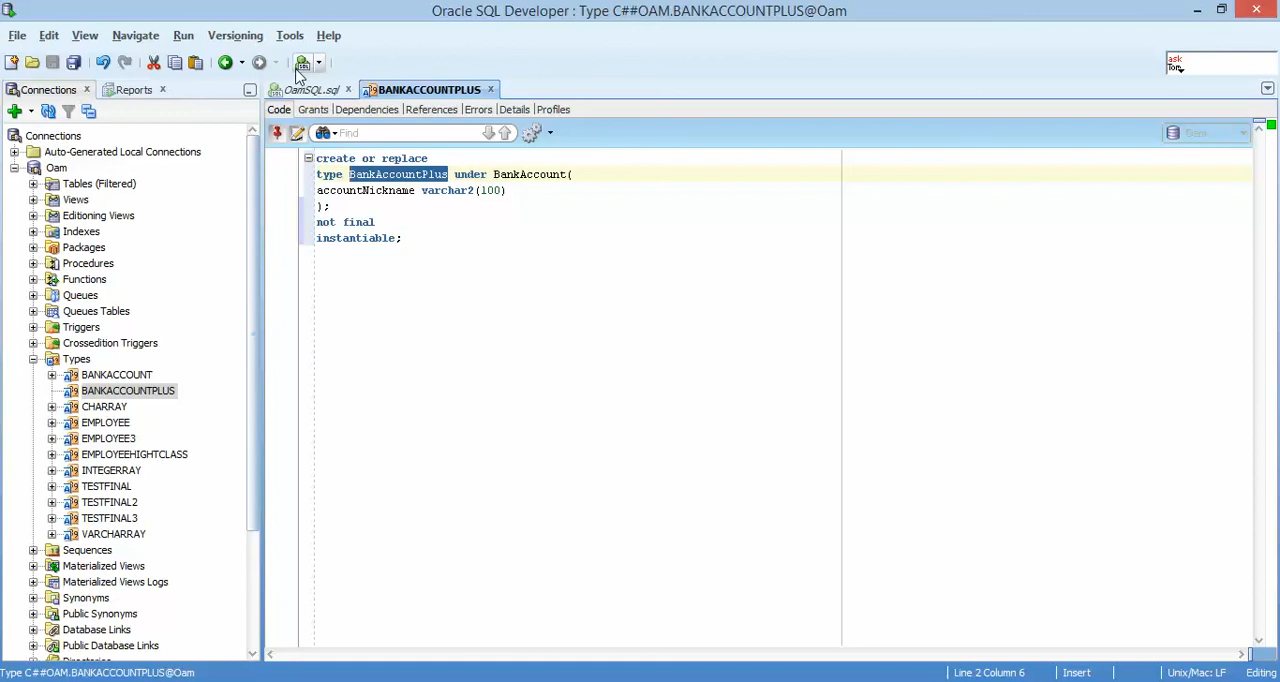 Oracle SQL Developer : Type C##OAM.BANKACCOUNTPLUS@Oam
File Edit View Navigate Run Versioning Tools Help
ask
Tom
Connections Reports OamSQL.sql BANKACCOUNTPLUS
Code Grants Dependencies References Errors Details Profiles
Find Oam
Connections
Auto-Generated Local Connections
Oam
Tables (Filtered)
Views
Editioning Views
Indexes
Packages
Procedures
Functions
Queues
Queues Tables
Triggers
Crossedition Triggers
Types
BANKACCOUNT
BANKACCOUNTPLUS
CHARRAY
EMPLOYEE
EMPLOYEE3
EMPLOYEEHIGHTCLASS
INTEGERRAY
TESTFINAL
TESTFINAL2
TESTFINAL3
VARCHARRAY
Sequences
Materialized Views
Materialized Views Logs
Synonyms
Public Synonyms
Database Links
Public Database Links
Directories
create or replace
type BankAccountPlus under BankAccount(
accountNickname varchar2(100)
);
not final
instantiable;
Type C##OAM.BANKACCOUNTPLUS@Oam Line 2 Column 6 Insert Unix/Mac: LF Editing